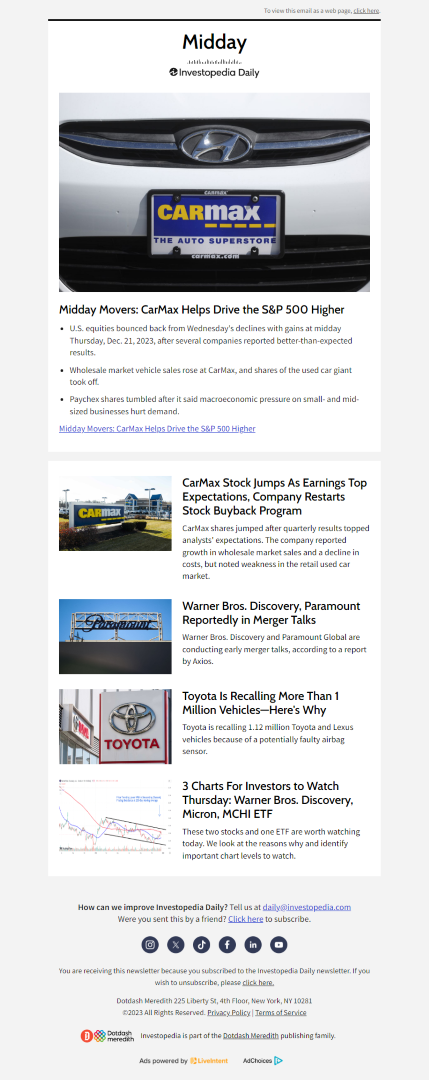 To view this email as a web page, click here.
Midday
Investopedia Daily
CARMAX
CARMAX
THE AUTO SUPERSTORE
carmax.com
Midday Movers: CarMax Helps Drive the S&P 500 Higher
• U.S. equities bounced back from Wednesday's declines with gains at midday
Thursday, Dec. 21, 2023, after several companies reported better-than-expected
results.
• Wholesale market vehicle sales rose at CarMax, and shares of the used car giant
took off.
• Paychex shares tumbled after it said macroeconomic pressure on small- and mid-
sized businesses hurt demand.
Midday Movers: CarMax Helps Drive the S&P 500 Higher
CARMAX
CarMax Stock Jumps As Earnings Top
Expectations, Company Restarts
Stock Buyback Program
CarMax shares jumped after quarterly results topped
analysts' expectations. The company reported
growth in wholesale market sales and a decline in
costs, but noted weakness in the retail used car
market.
Paramount
Warner Bros. Discovery, Paramount
Reportedly in Merger Talks
Warner Bros. Discovery and Paramount Global are
conducting early merger talks, according to a report
by Axios.
TOYOTA
Toyota Is Recalling More Than 1
Million Vehicles—Here's Why
Toyota is recalling 1.12 million Toyota and Lexus
vehicles because of a potentially faulty airbag
sensor.
3 Charts For Investors to Watch
Thursday: Warner Bros. Discovery,
Micron, MCHI ETF
These two stocks and one ETF are worth watching
today. We look at the reasons why and identify
important chart levels to watch.
How can we improve Investopedia Daily? Tell us at daily@investopedia.com
Were you sent this by a friend? Click here to subscribe.
You are receiving this newsletter because you subscribed to the Investopedia Daily newsletter. If you
wish to unsubscribe, please click here.
Dotdash Meredith 225 Liberty St, 4th Floor, New York, NY 10281
©2023 All Rights Reserved. Privacy Policy | Terms of Service
Dotdash
meredith
Investopedia is part of the Dotdash Meredith publishing family.
Ads powered by LiveIntent
AdChoices